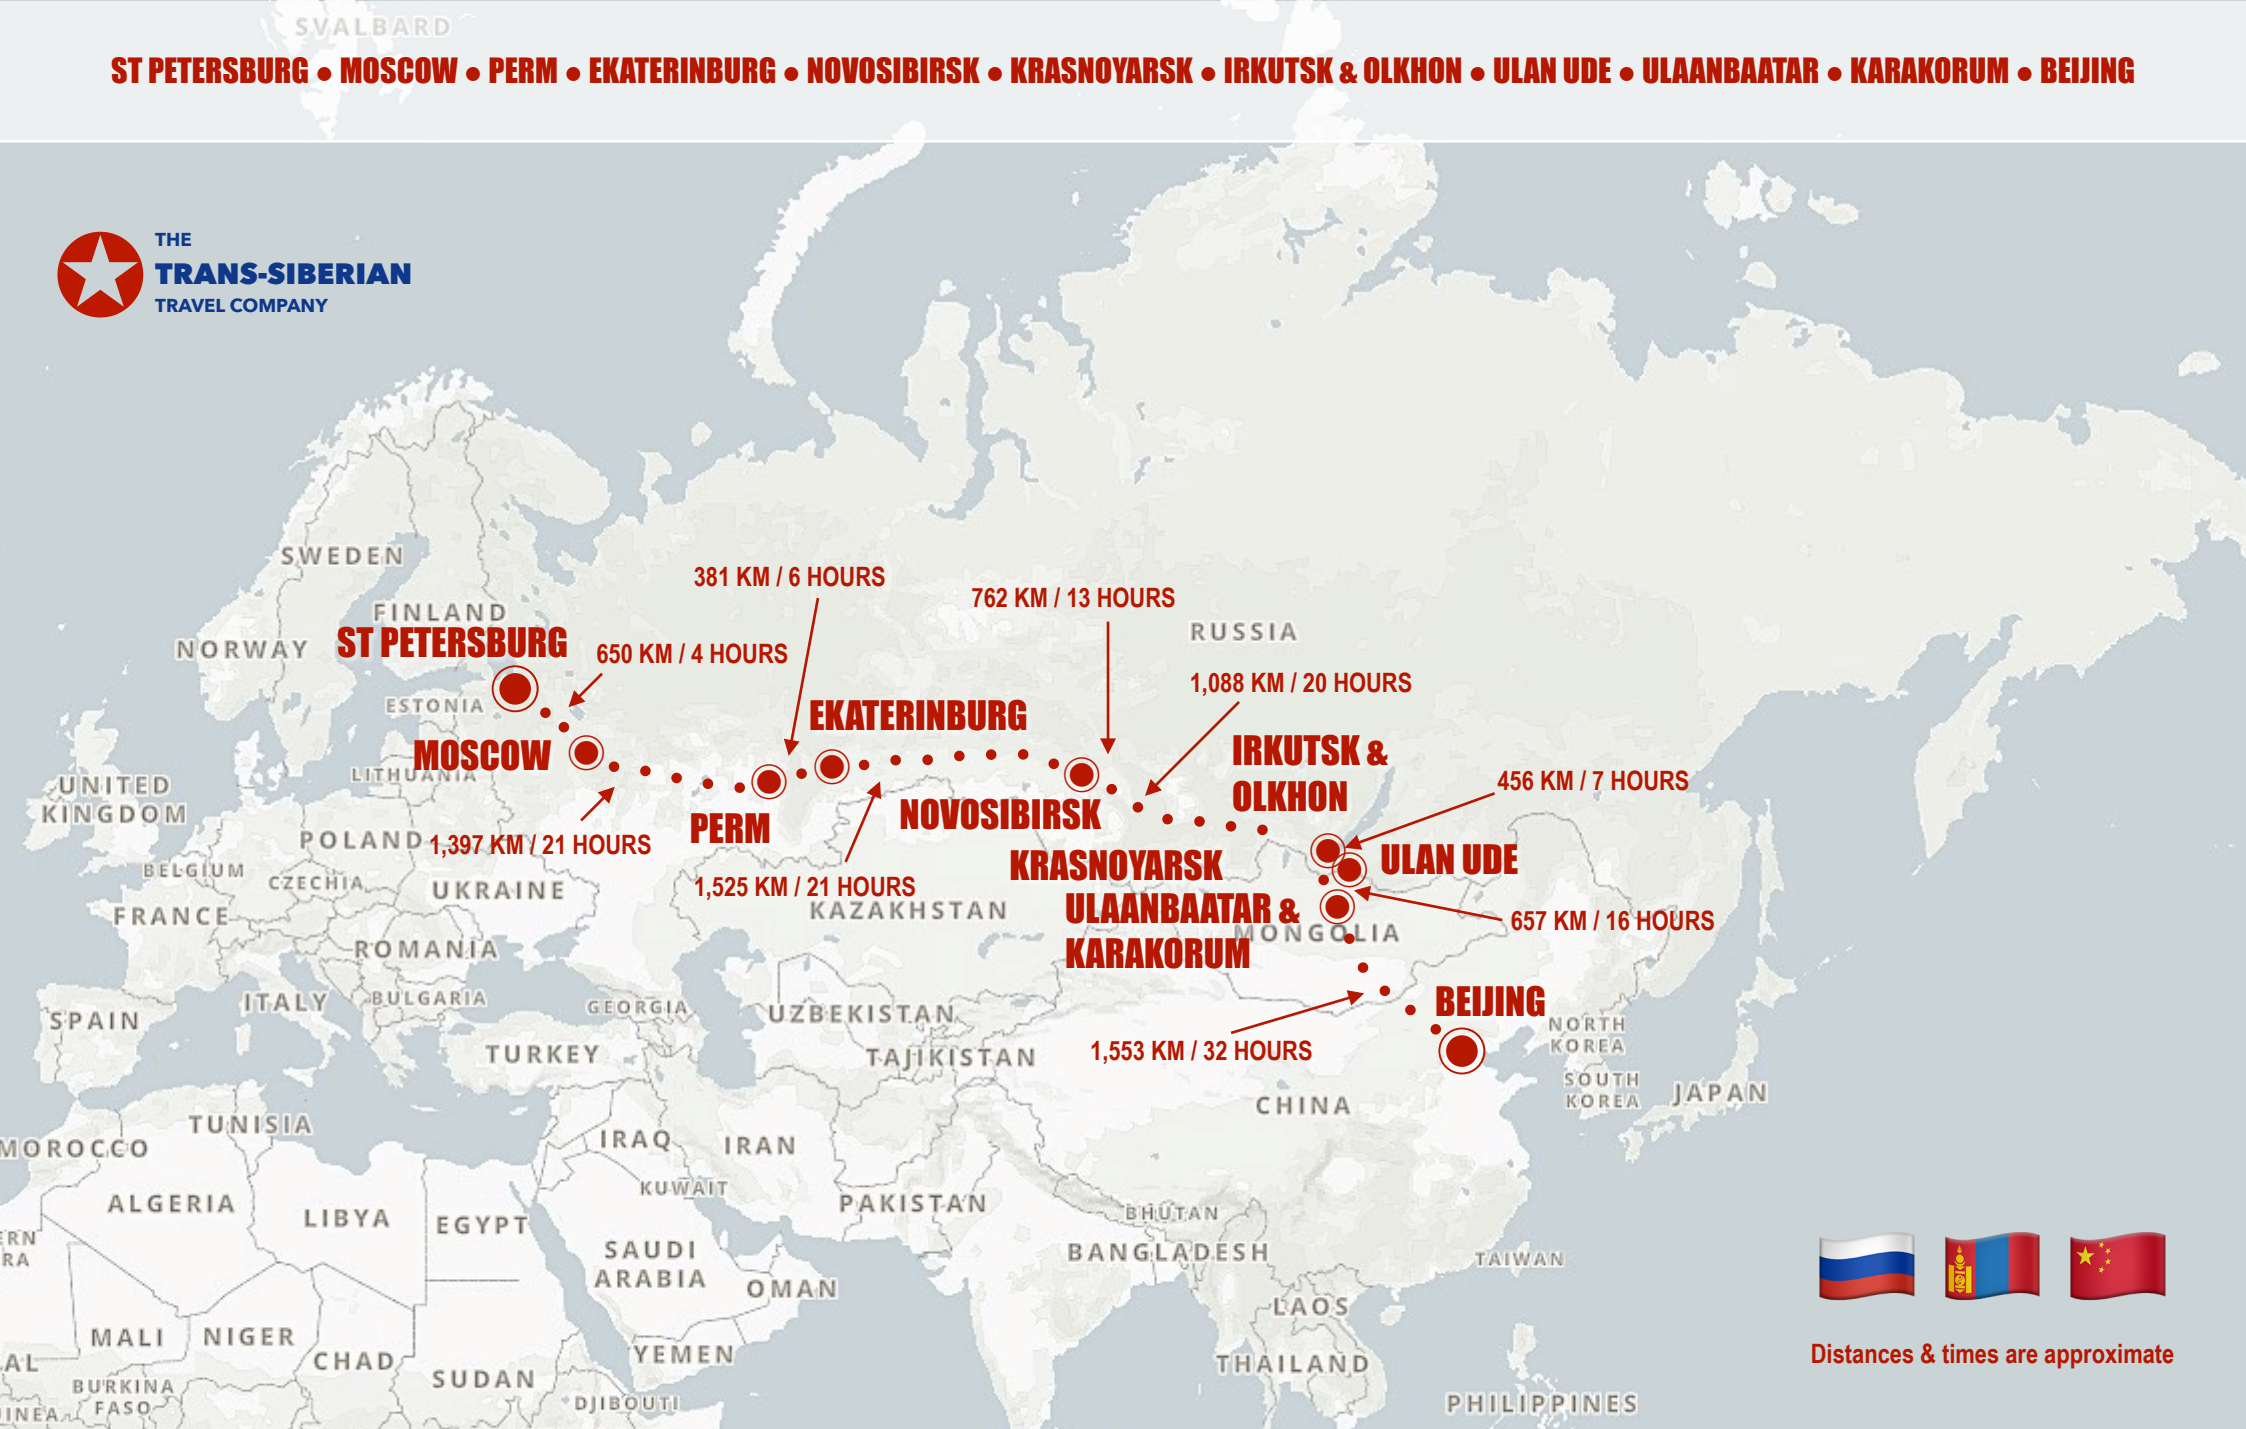 SVALBARD
ST PETERSBURG ● MOSCOW ● PERM ● EKATERINBURG ● NOVOSIBIRSK ● KRASNOYARSK ● IRKUTSK & OLKHON ● ULAN UDE ● ULAANBAATAR ● KARAKORUM ● BEIJING
THE
TRANS-SIBERIAN
TRAVEL COMPANY
SWEDEN
FINLAND
NORWAY
ST PETERSBURG
650 KM / 4 HOURS
381 KM / 6 HOURS
762 KM / 13 HOURS
RUSSIA
1,088 KM / 20 HOURS
ESTONIA
EKATERINBURG
MOSCOW
LITHUANIA
IRKUTSK &
OLKHON
456 KM / 7 HOURS
UNITED
KINGDOM
NOVOSIBIRSK
PERM
POLAND
1,397 KM / 21 HOURS
KRASNOYARSK
ULAN UDE
BELGIUM
CZECHIA
UKRAINE
1,525 KM / 21 HOURS
KAZAKHSTAN
FRANCE
ULAANBAATAR &
KARAKORUM
657 KM / 16 HOURS
MONGOLIA
ROMANIA
ITALY
BULGARIA
GEORGIA
UZBEKISTAN
BEIJING
SPAIN
NORTH
KOREA
TURKEY
TAJIKISTAN
1,553 KM / 32 HOURS
SOUTH
KOREA
JAPAN
CHINA
TUNISIA
MOROCCO
IRAQ
IRAN
KUWAIT
ALGERIA
LIBYA
EGYPT
PAKISTAN
BHUTAN
ERN
RA
SAUDI
ARABIA
BANGLADESH
TAIWAN
OMAN
LAOS
MALI
NIGER
CHAD
YEMEN
THAILAND
Distances & times are approximate
AL
SUDAN
BURKINA
FASO
DJIBOUTI
PHILIPPINES
INEA